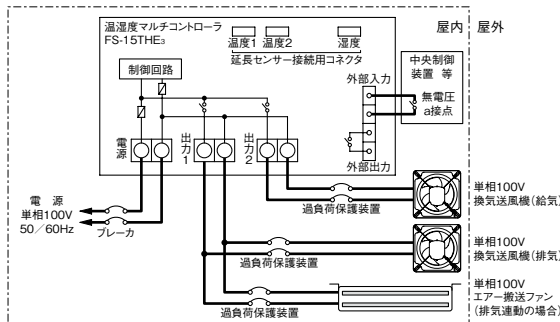 温湿度マルチコントローラ
FS-15THE₃
温度1 温度2 湿度
延長センサー接続用コネクタ
屋内 屋外
制御回路
外部入力
中央制御
装置 等
無電圧
a接点
電源
出力1
出力2
外部出力
電 源
単相100V
50/60Hz
ブレーカ
過負荷保護装置
単相100V
換気送風機(給気)
過負荷保護装置
単相100V
換気送風機(排気)
過負荷保護装置
単相100V
エアー搬送ファン
(排気連動の場合)